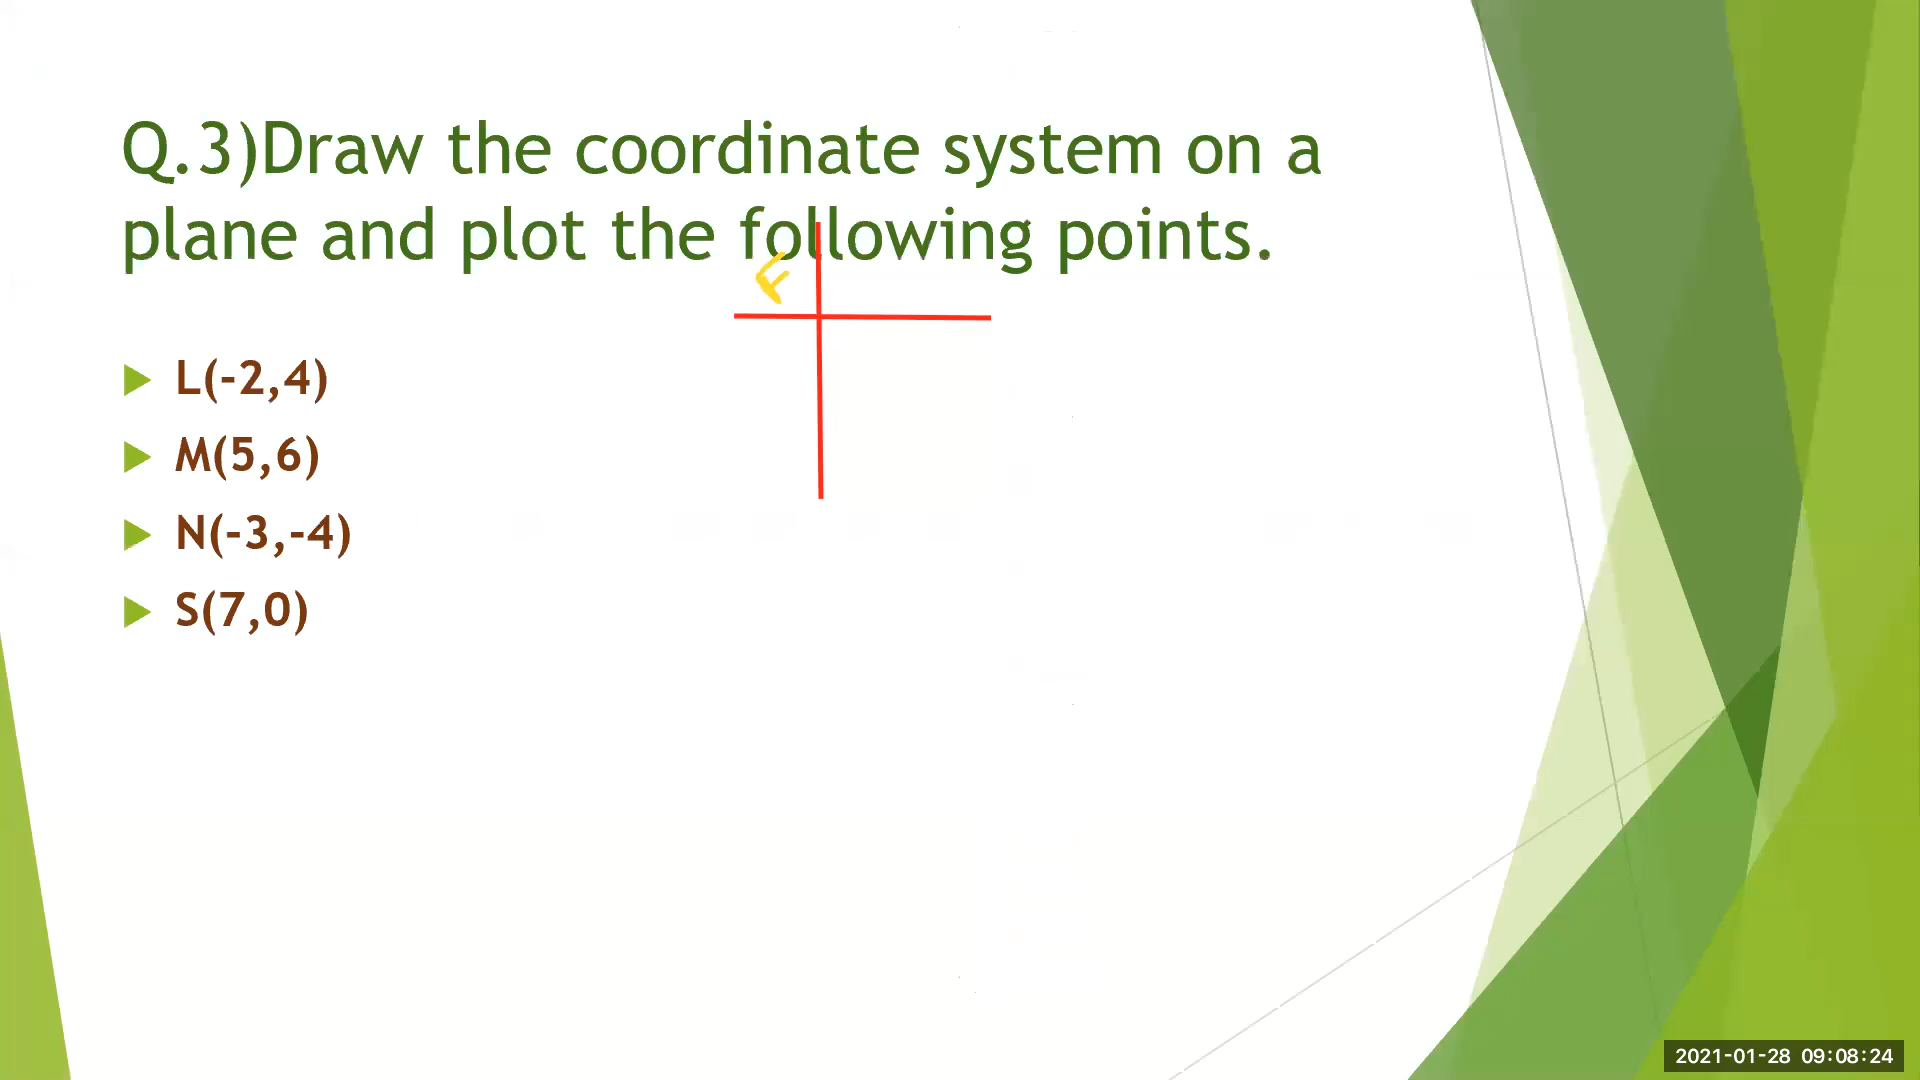 Q.3)Draw the coordinate system on a
plane and plot the following points.
L(-2,4)
M(5,6)
N(-3,-4)
S(7,0)
2021-01-28 09:08:24